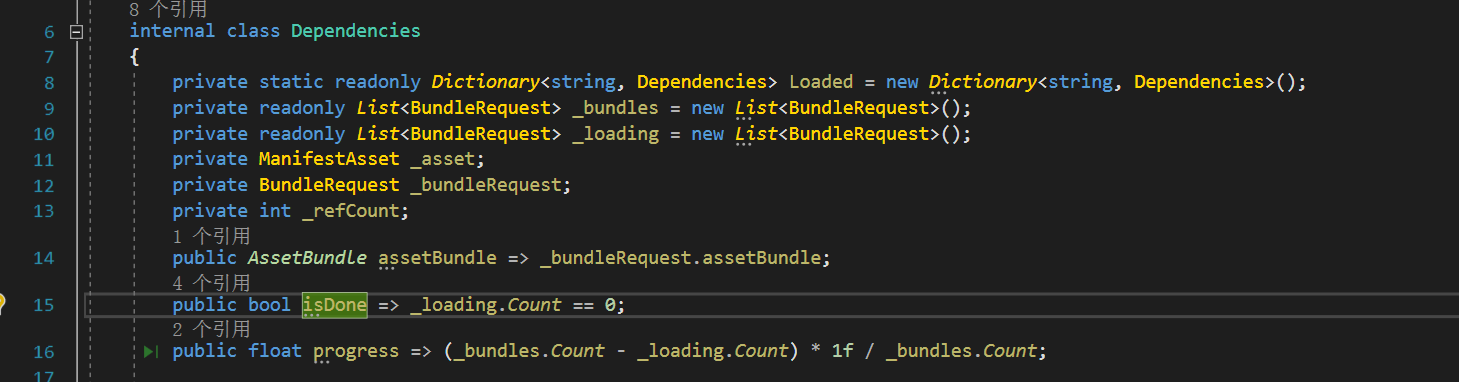 8 个引用
6 internal class Dependencies
7 {
8 private static readonly Dictionary<string, Dependencies> Loaded = new Dictionary<string, Dependencies>();
9 private readonly List<BundleRequest> _bundles = new List<BundleRequest>();
10 private readonly List<BundleRequest> _loading = new List<BundleRequest>();
11 private ManifestAsset _asset;
12 private BundleRequest _bundleRequest;
13 private int _refCount;
1 个引用
14 public AssetBundle assetBundle => _bundleRequest.assetBundle;
4 个引用
15 public bool isDone => _loading.Count == 0;
2 个引用
16 public float progress => (_bundles.Count - _loading.Count) * 1f / _bundles.Count;
17